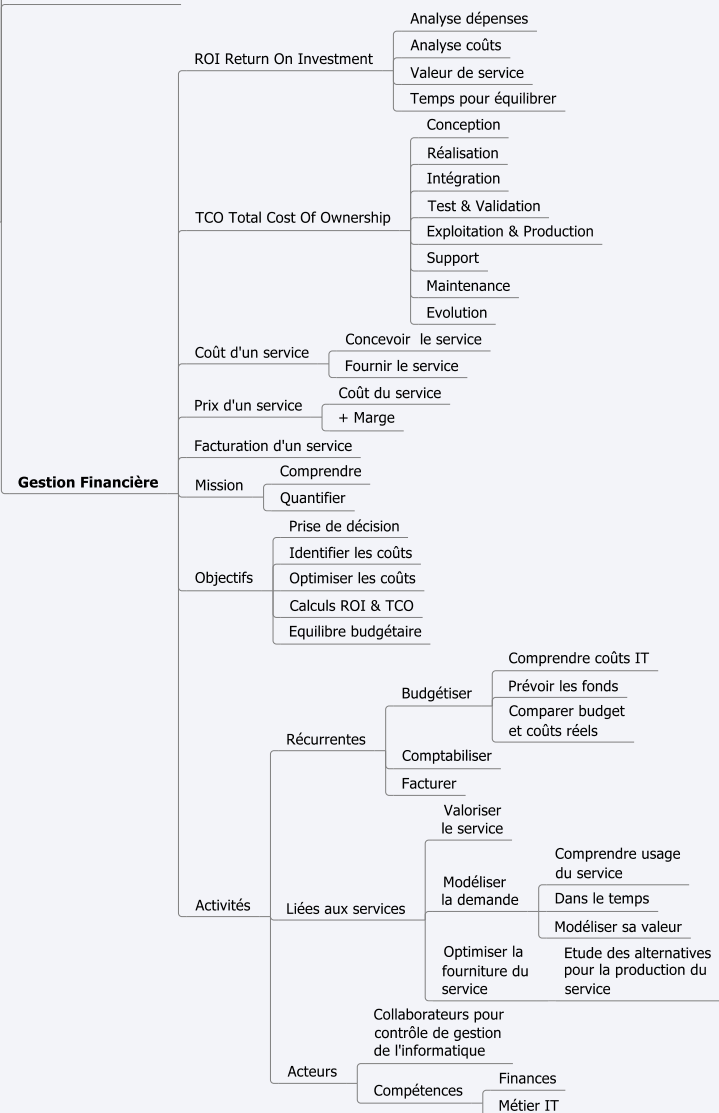 Gestion Financière
ROI Return On Investment
Analyse dépenses
Analyse coûts
Valeur de service
Temps pour équilibrer
TCO Total Cost Of Ownership
Conception
Réalisation
Intégration
Test & Validation
Exploitation & Production
Support
Maintenance
Evolution
Coût d'un service
Concevoir  le service
Fournir le service
Prix d'un service
Coût du service
+ Marge
Facturation d'un service
Mission
Comprendre
Quantifier
Objectifs
Prise de décision
Identifier les coûts
Optimiser les coûts
Calculs ROI & TCO
Equilibre budgétaire
Activités
Récurrentes
Budgétiser
Comprendre coûts IT
Prévoir les fonds
Comparer budget
et coûts réels
Comptabiliser
Facturer
Liées aux services
Valoriser
le service
Modéliser
la demande
Comprendre usage
du service
Dans le temps
Modéliser sa valeur
Optimiser la
fourniture du
service
Etude des alternatives
pour la production du
service
Acteurs
Collaborateurs pour
contrôle de gestion
de l'informatique
Compétences
Finances
Métier IT